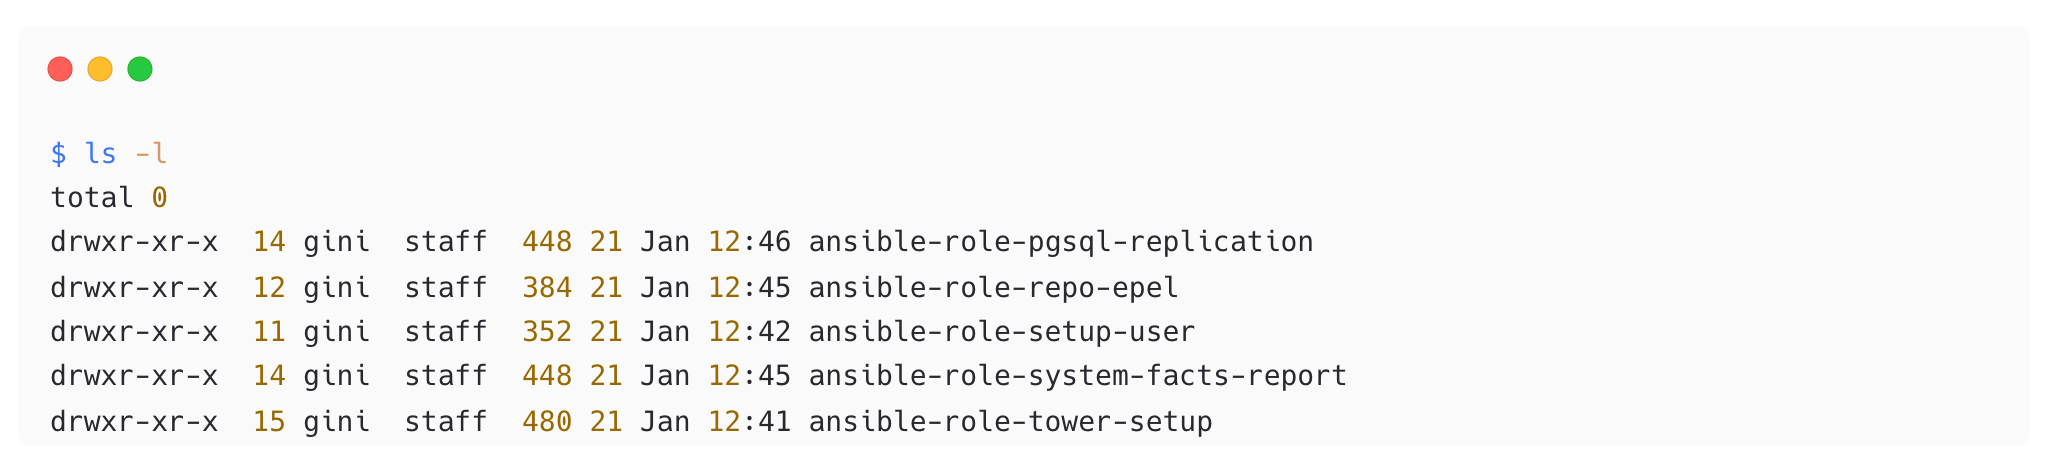 $ ls -l
total 0
drwxr-xr-x  14 gini  staff  448 21 Jan 12:46 ansible-role-pgsql-replication
drwxr-xr-x  12 gini  staff  384 21 Jan 12:45 ansible-role-repo-epel
drwxr-xr-x  11 gini  staff  352 21 Jan 12:42 ansible-role-setup-user
drwxr-xr-x  14 gini  staff  448 21 Jan 12:45 ansible-role-system-facts-report
drwxr-xr-x  15 gini  staff  480 21 Jan 12:41 ansible-role-tower-setup